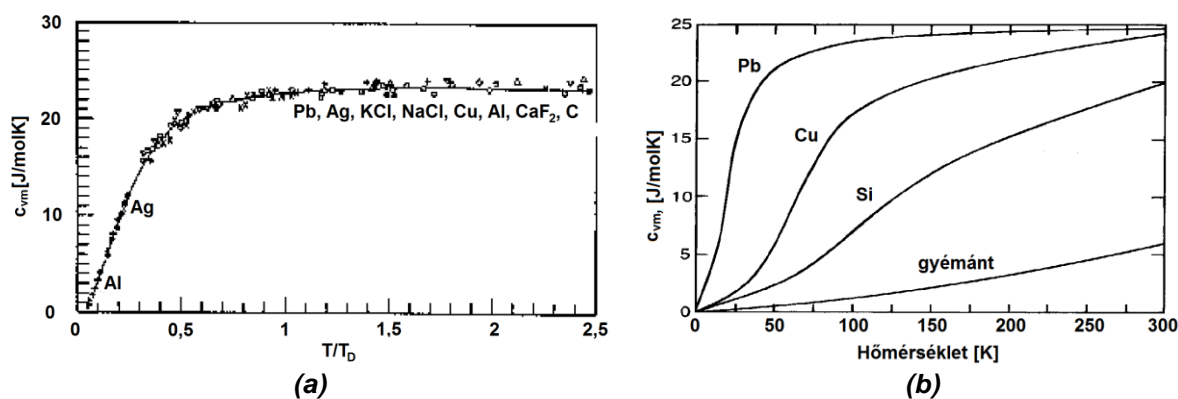 30
20
10
0
c_vm[J/molK]
Pb, Ag, KCl, NaCl, Cu, Al, CaF₂, C
Ag
Al
0 0,5 1 1,5 2 2,5
T/T_D
(a)
25
20
15
10
5
0
c_vm, [J/molK]
Pb
Cu
Si
gyémánt
0 50 100 150 200 250 300
Hőmérséklet [K]
(b)